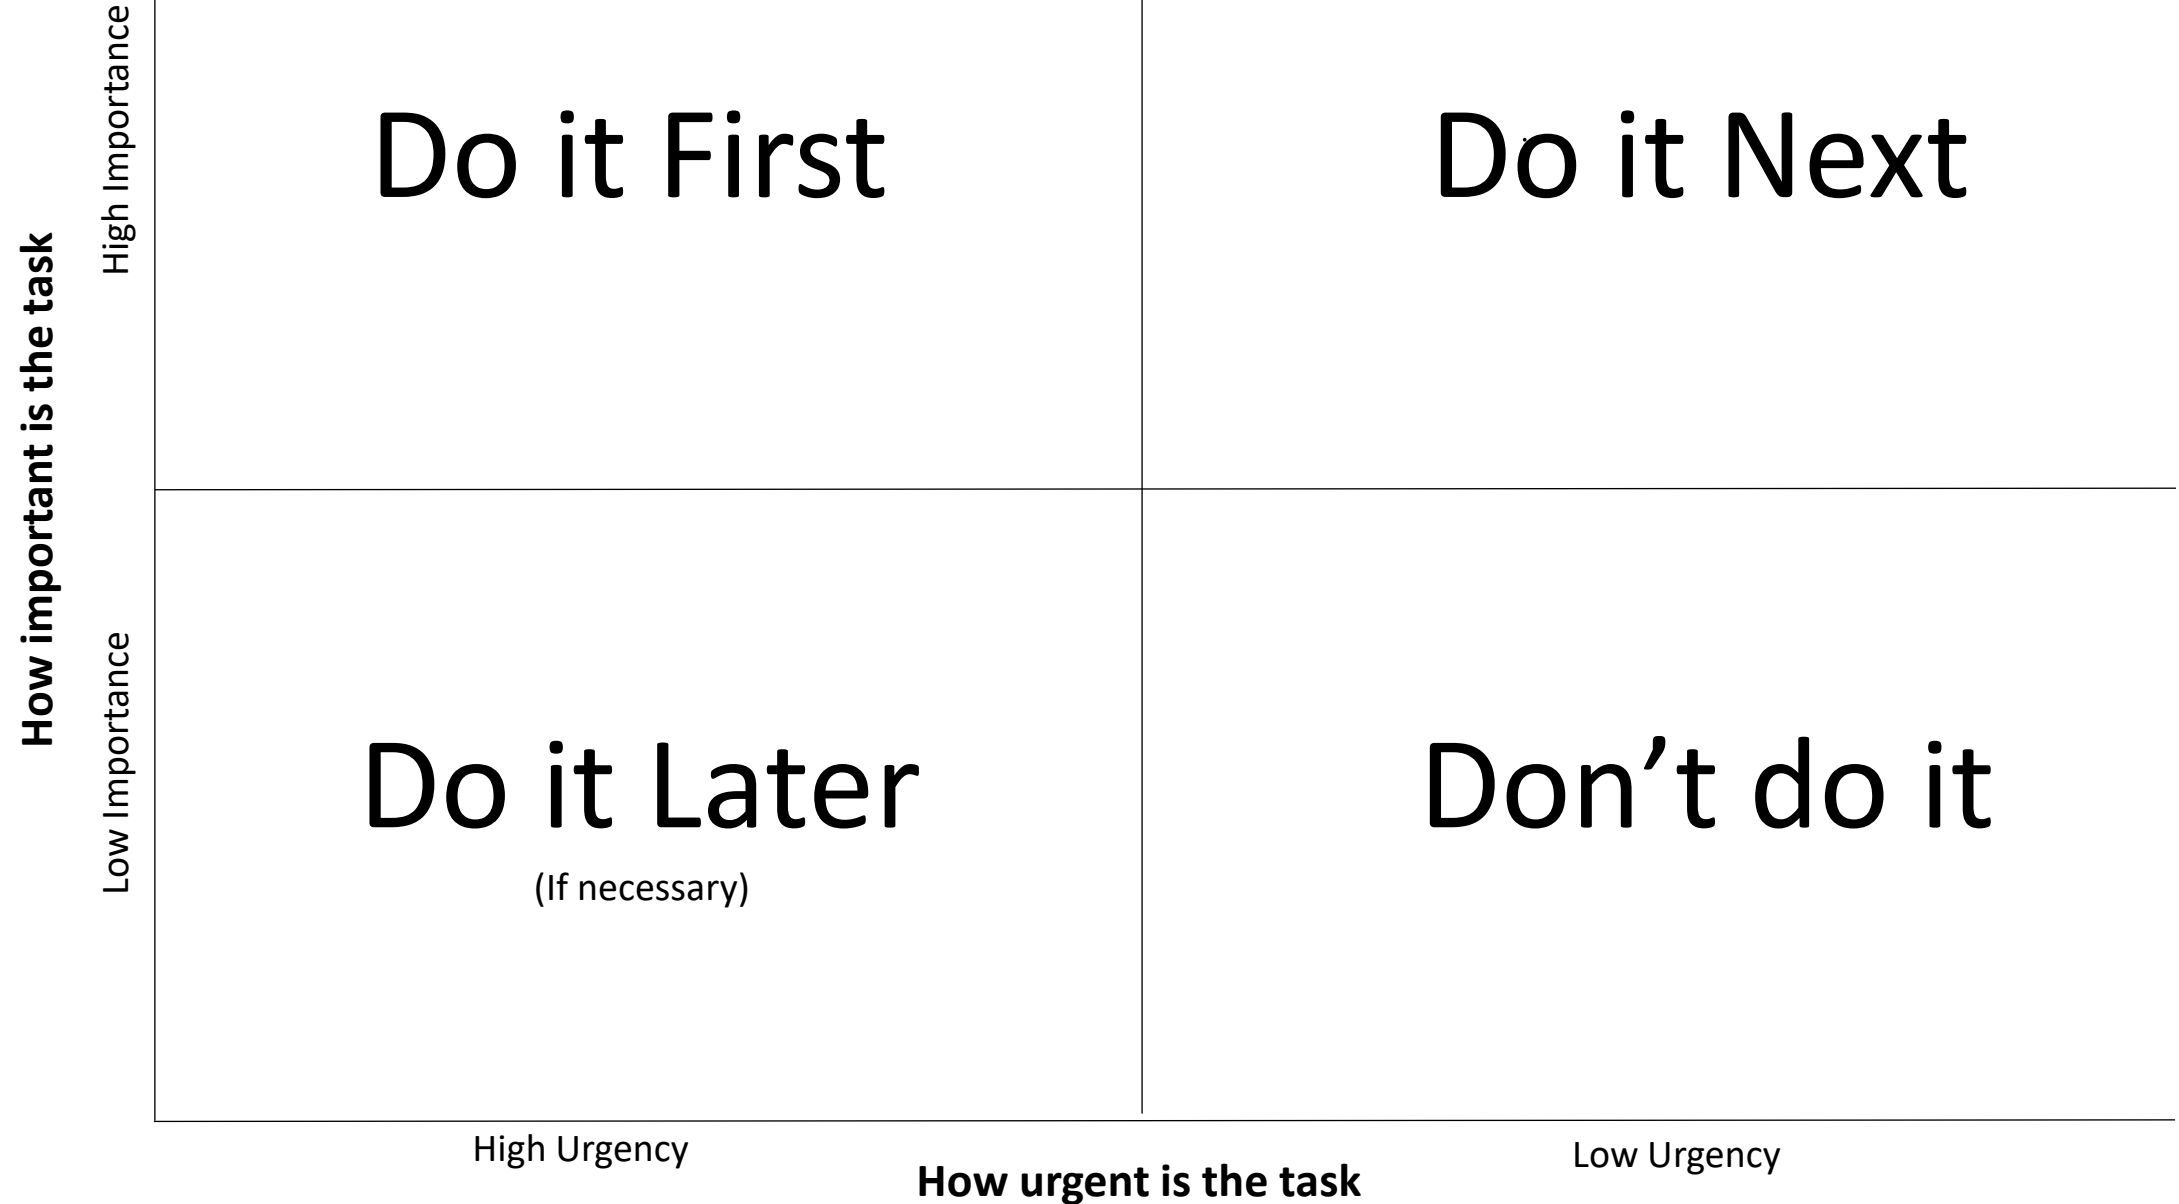 High Importance
Do it First
Do it Next
How important is the task
Low Importance
Do it Later
(If necessary)
Don’t do it
High Urgency
Low Urgency
How urgent is the task